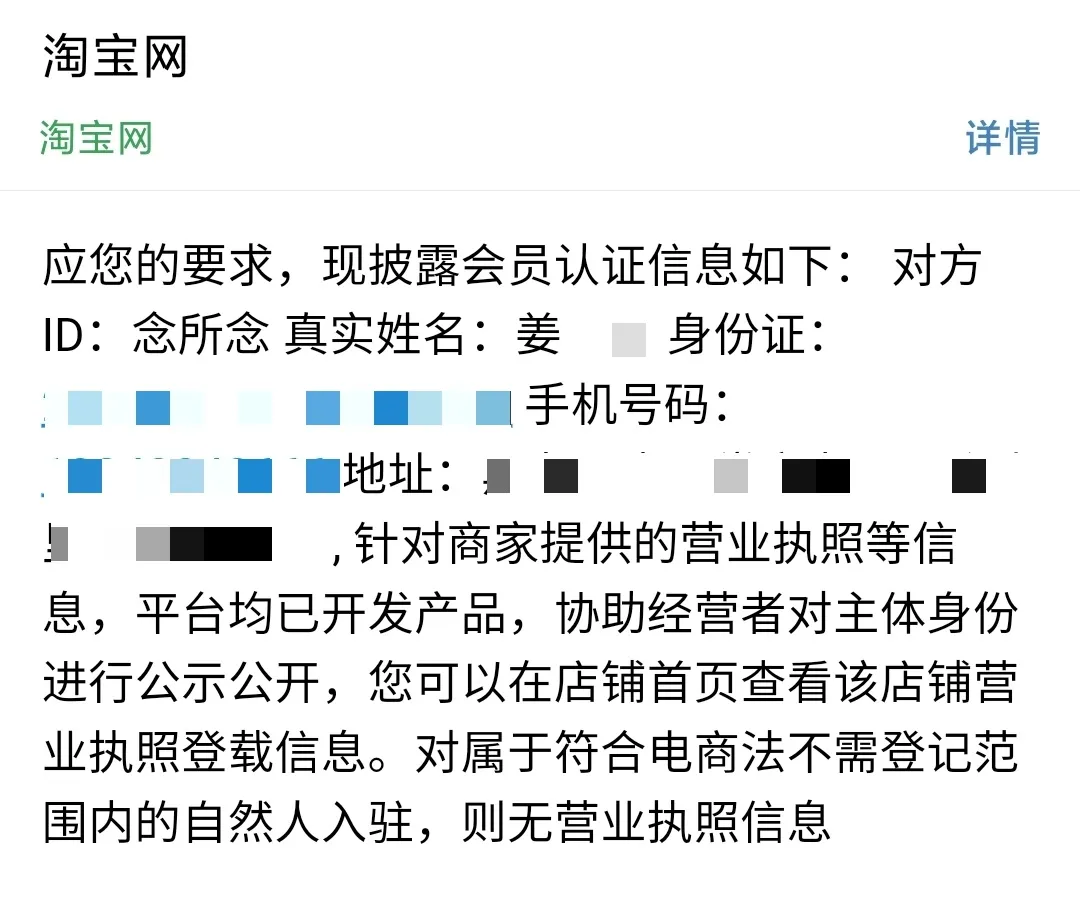 淘宝网
淘宝网 详情
应您的要求，现披露会员认证信息如下： 对方
ID：念所念 真实姓名：姜 身份证：
手机号码：
地址：
, 针对商家提供的营业执照等信
息，平台均已开发产品，协助经营者对主体身份
进行公示公开，您可以在店铺首页查看该店铺营
业执照登载信息。对属于符合电商法不需登记范
围内的自然人入驻，则无营业执照信息